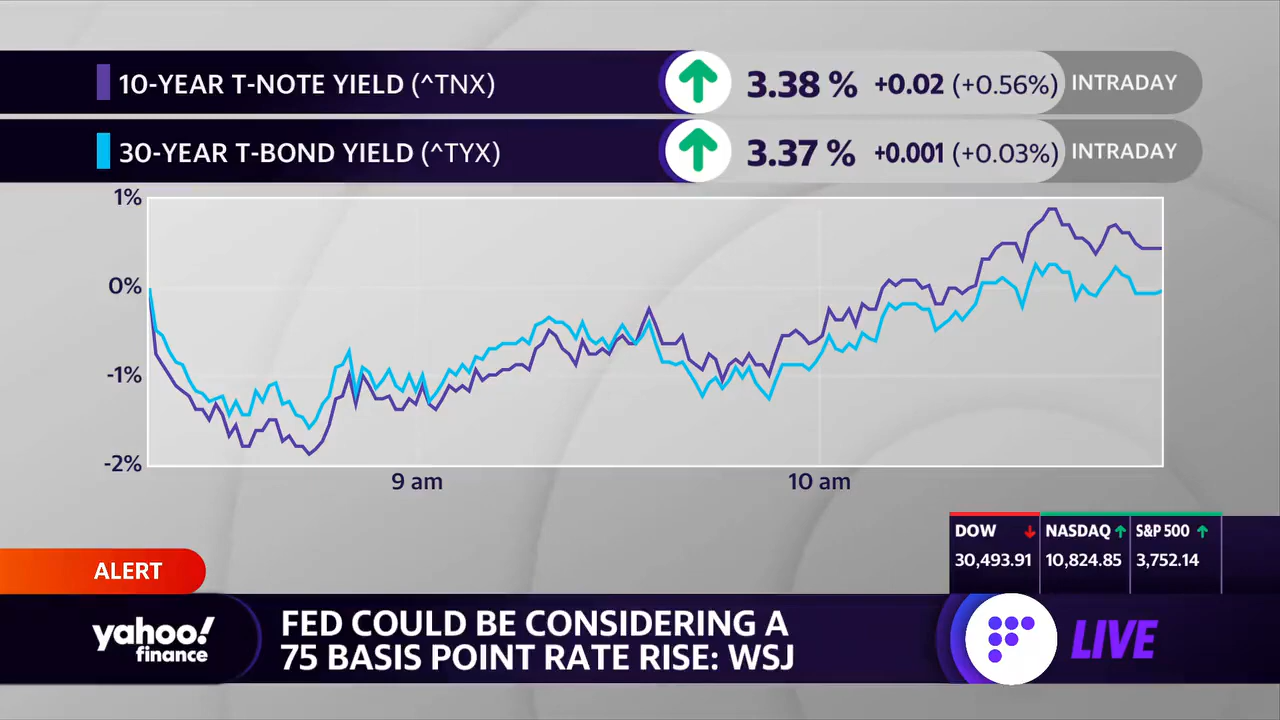 10-YEAR T-NOTE YIELD (^TNX) 3.38 % +0.02 (+0.56%) INTRADAY
30-YEAR T-BOND YIELD (^TYX) 3.37 % +0.001 (+0.03%) INTRADAY
1%
0%
-1%
-2%
9 am 10 am
DOW NASDAQ S&P 500
30,493.91 10,824.85 3,752.14
ALERT
yahoo!
finance
FED COULD BE CONSIDERING A
75 BASIS POINT RATE RISE: WSJ
LIVE